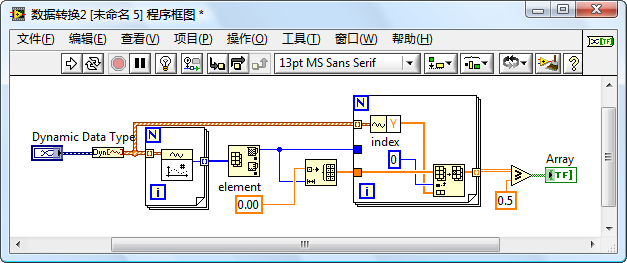 数据转换2 [未命名 5] 程序框图 *
文件(F) 编辑(E) 查看(V) 项目(P) 操作(O) 工具(T) 窗口(W) 帮助(H)
TF
13pt MS Sans Serif
?
Dynamic Data Type
Dyn
N
i
element
0.00
N
Y
index
0
i
0.5
Array
TF